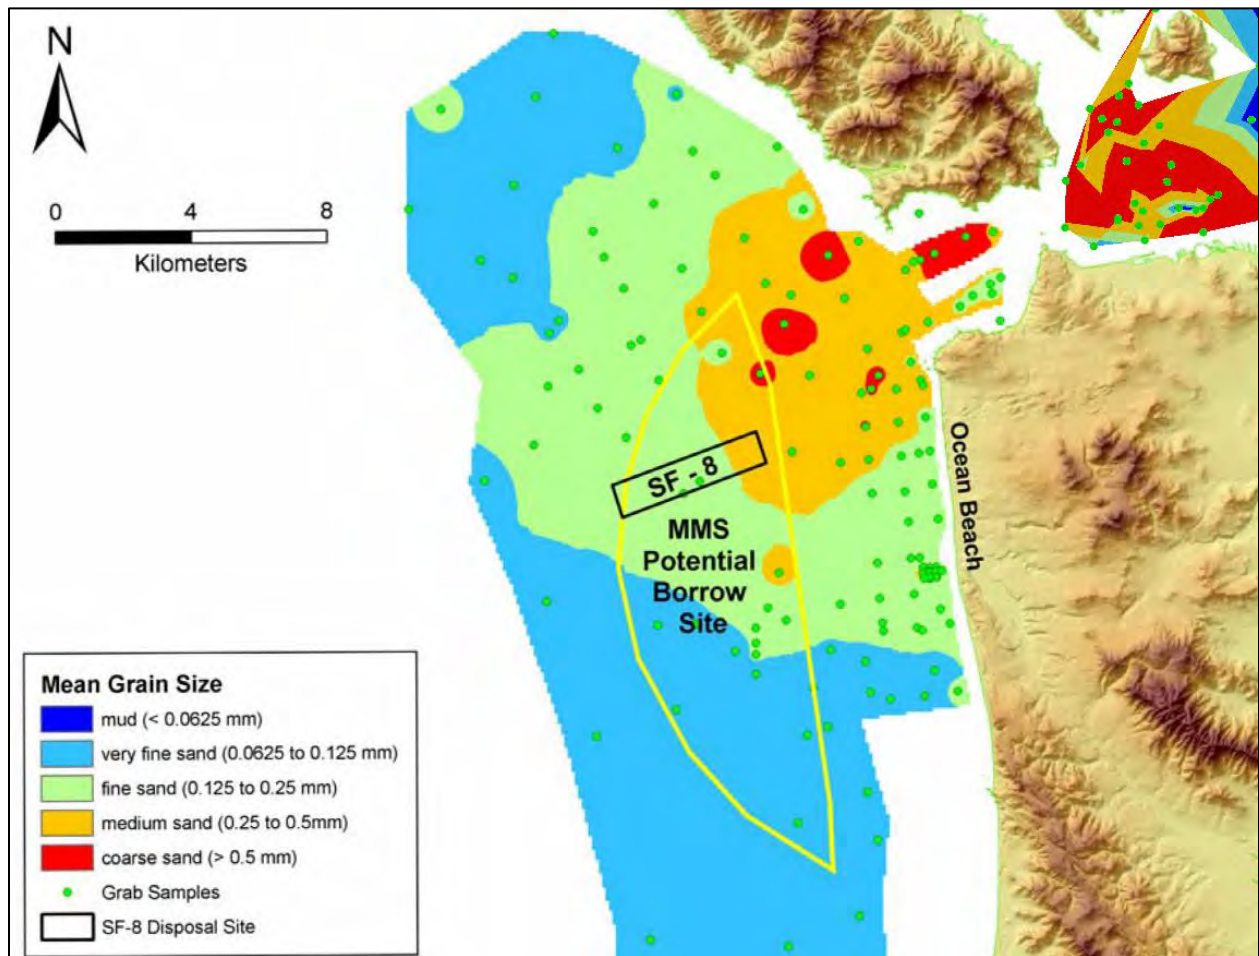 N
0 4 8
Kilometers
Ocean Beach
SF - 8
MMS
Potential
Borrow
Site
Mean Grain Size
mud (< 0.0625 mm)
very fine sand (0.0625 to 0.125 mm)
fine sand (0.125 to 0.25 mm)
medium sand (0.25 to 0.5mm)
coarse sand (> 0.5 mm)
Grab Samples
SF-8 Disposal Site